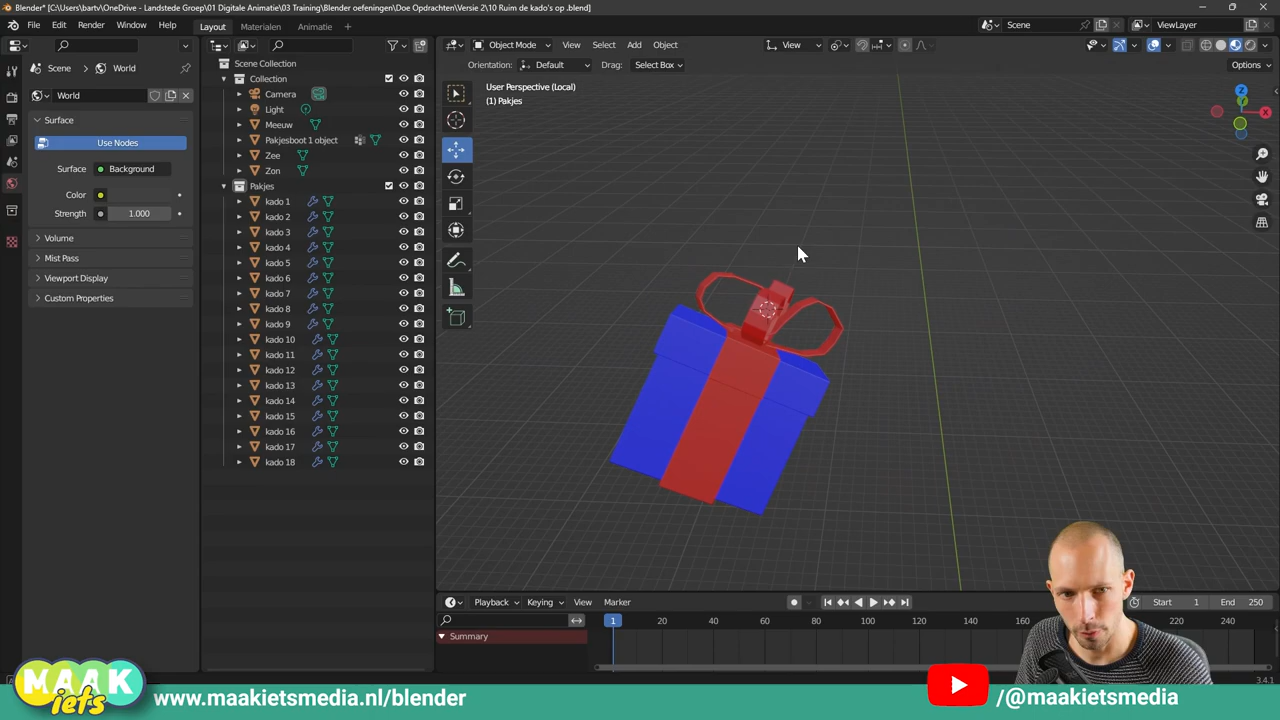 Blender* [C:\Users\bartv\OneDrive - Landstede Groep\01 Digitale Animatie\03 Training\Blender oefeningen\Doe Opdrachten\Versie 2\10 Ruim de kado's op .blend]
File Edit Render Window Help Layout Materialen Animatie + Scene ViewLayer
Object Mode View Select Add Object View
Scene World
Scene Collection
Orientation: Default Drag: Select Box Options
World
Surface
Use Nodes
Surface Background
Color
Strength 1.000
Volume
Mist Pass
Viewport Display
Custom Properties
Collection
Camera
Light
Meeuw
Pakjesboot 1 object
Zee
Zon
Pakjes
kado 1
kado 2
kado 3
kado 4
kado 5
kado 6
kado 7
kado 8
kado 9
kado 10
kado 11
kado 12
kado 13
kado 14
kado 15
kado 16
kado 17
kado 18
User Perspective (Local)
(1) Pakjes
Z
Y
X
Playback Keying View Marker Start 1 End 250
1 20 40 60 80 100 120 140 160 180 200 220 240
Summary
3.4.1
MAAK
iets
www.maakietsmedia.nl/blender
/@maakietsmedia